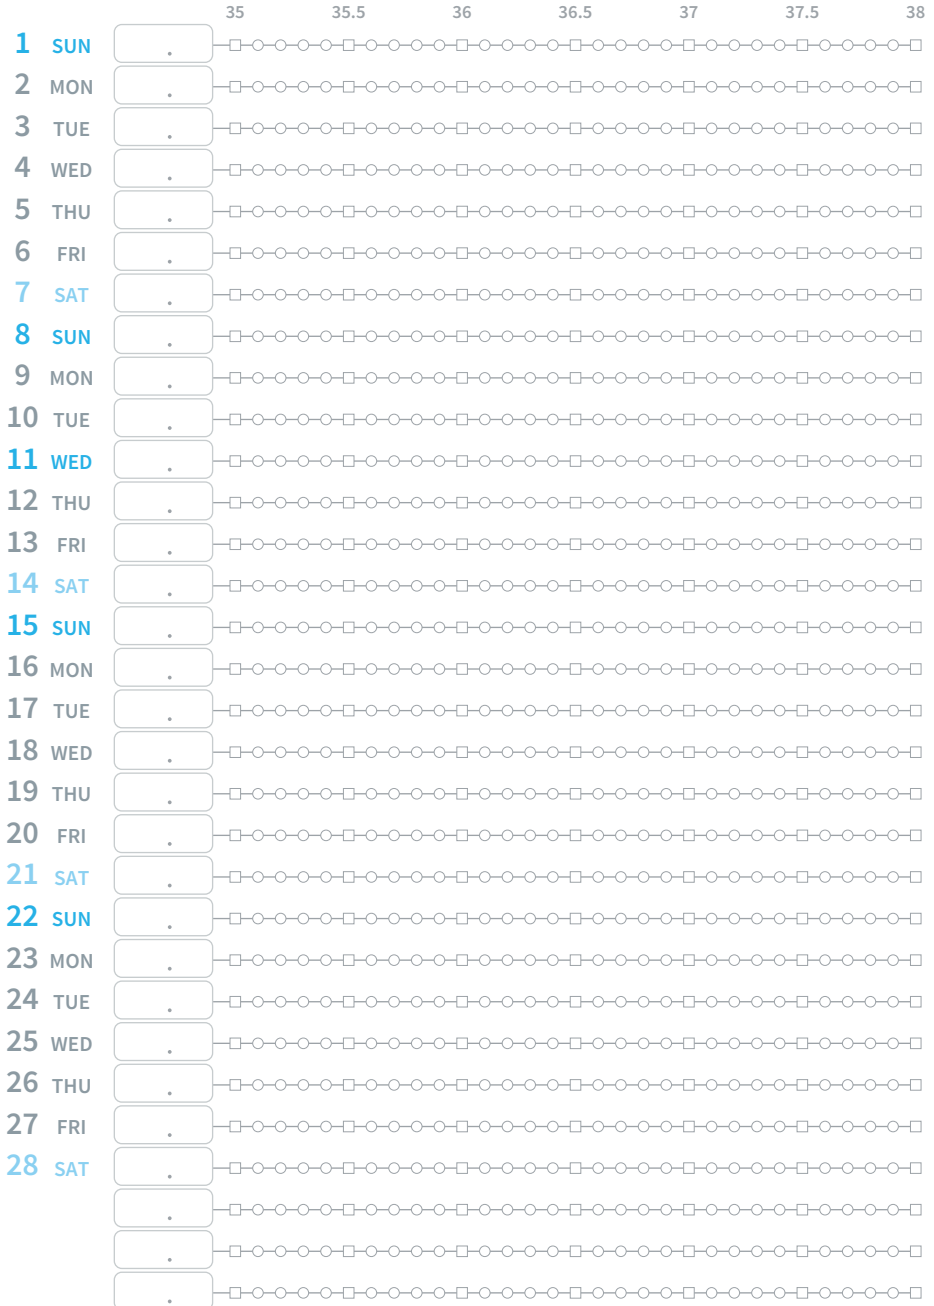 35 35.5 36 36.5 37 37.5 38
1 SUN .
2 MON .
3 TUE .
4 WED .
5 THU .
6 FRI .
7 SAT .
8 SUN .
9 MON .
10 TUE .
11 WED .
12 THU .
13 FRI .
14 SAT .
15 SUN .
16 MON .
17 TUE .
18 WED .
19 THU .
20 FRI .
21 SAT .
22 SUN .
23 MON .
24 TUE .
25 WED .
26 THU .
27 FRI .
28 SAT .
.
.
.